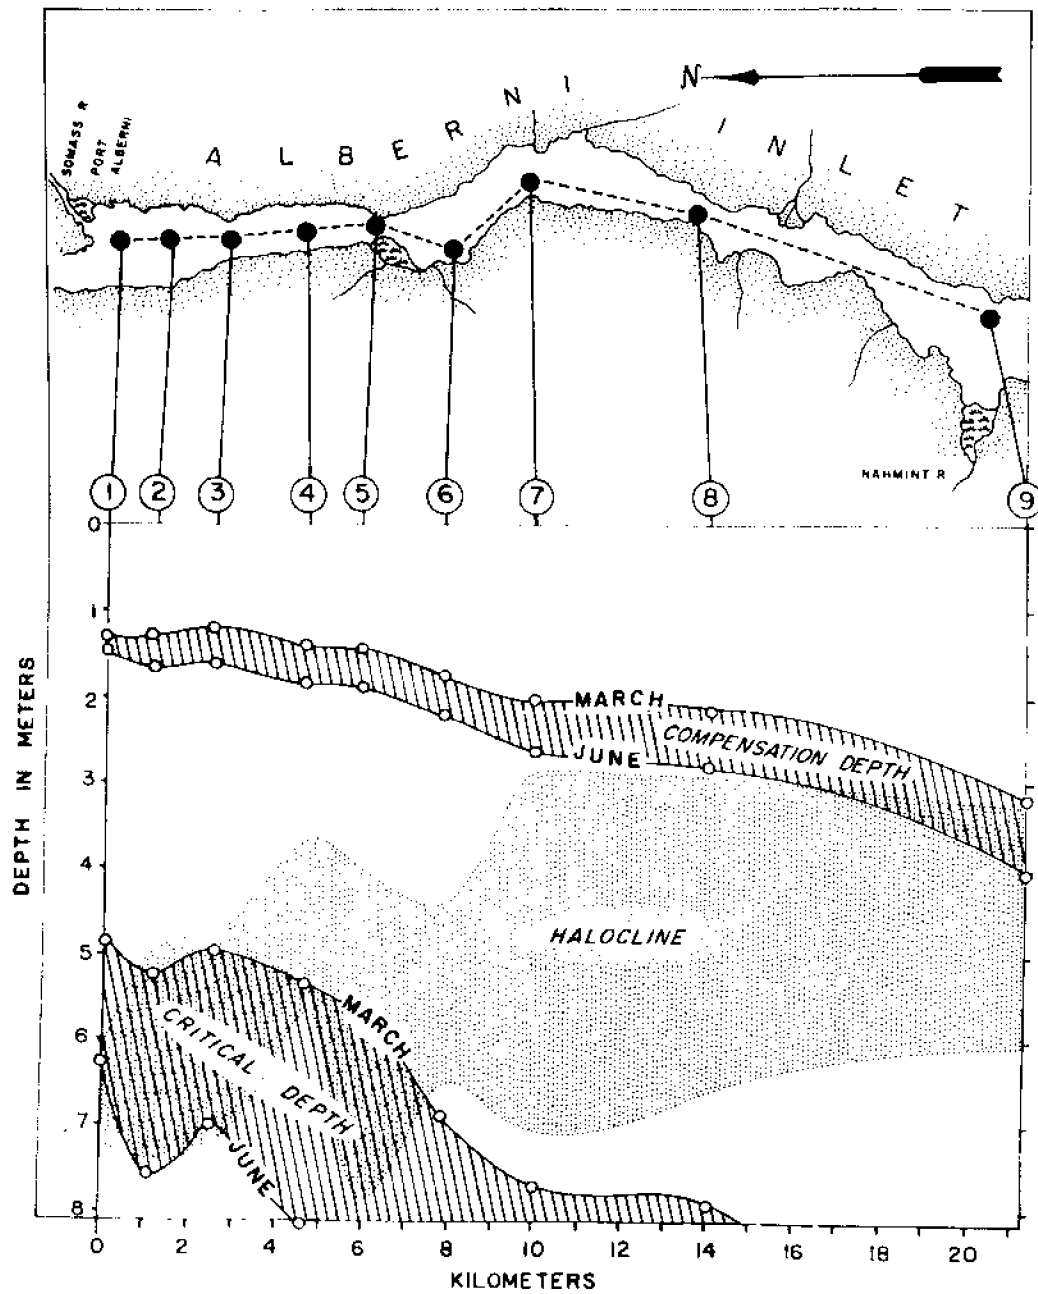 N
ALBERNI INLET
SOMASS R
PORT ALBERNI
NAHMINT R
1 2 3 4 5 6 7 8 9
0
1
2
3
4
5
6
7
8
DEPTH IN METERS
MARCH
COMPENSATION DEPTH
JUNE
HALOCLINE
MARCH
CRITICAL DEPTH
JUNE
0 2 4 6 8 10 12 14 16 18 20
KILOMETERS